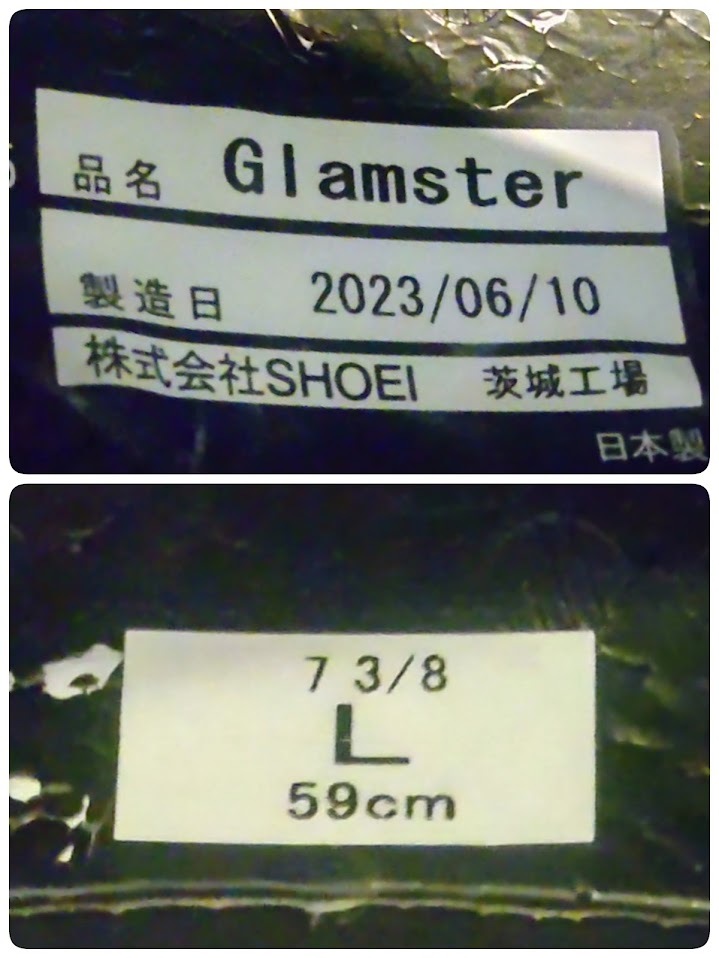 品名 Glamster
製造日 2023/06/10
株式会社SHOEI 茨城工場
日本製
7 3/8
L
59cm